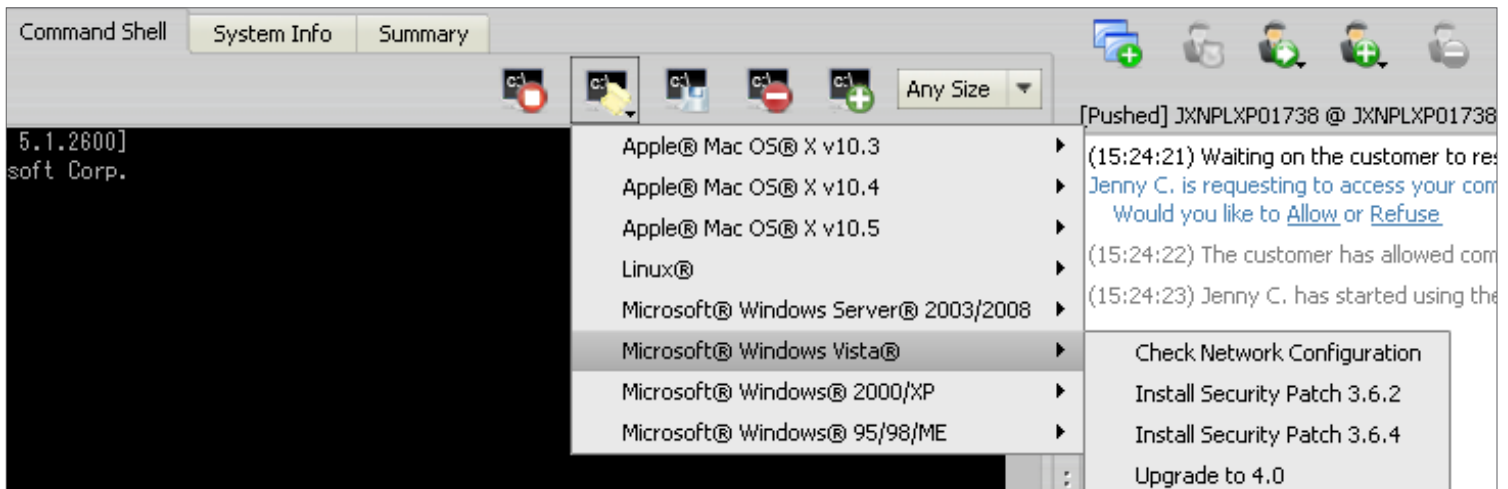 Command Shell
System Info
Summary
Any Size
[Pushed] JXNPLXP01738 @ JXNPLXP01738
5.1.2600]
soft Corp.
Apple® Mac OS® X v10.3
Apple® Mac OS® X v10.4
Apple® Mac OS® X v10.5
Linux®
Microsoft® Windows Server® 2003/2008
Microsoft® Windows Vista®
Microsoft® Windows® 2000/XP
Microsoft® Windows® 95/98/ME
(15:24:21) Waiting on the customer to res
Jenny C. is requesting to access your com
Would you like to Allow or Refuse
(15:24:22) The customer has allowed com
(15:24:23) Jenny C. has started using the
Check Network Configuration
Install Security Patch 3.6.2
Install Security Patch 3.6.4
Upgrade to 4.0